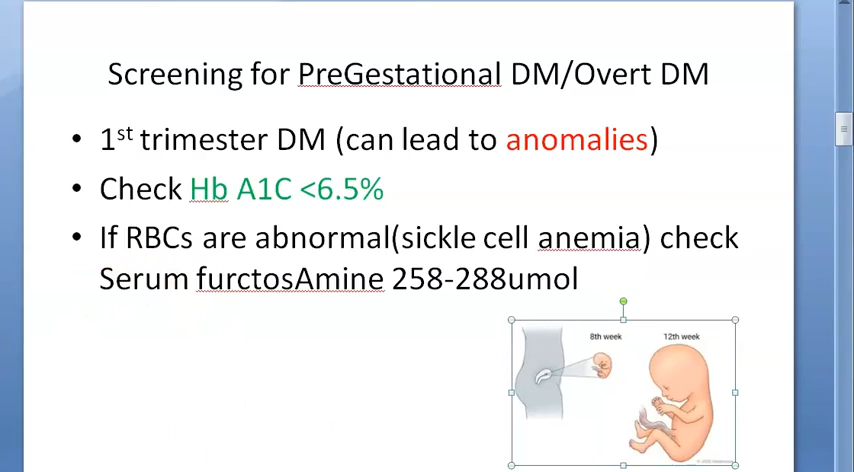 Screening for PreGestational DM/Overt DM
• 1st trimester DM (can lead to anomalies)
• Check Hb A1C <6.5%
• If RBCs are abnormal(sickle cell anemia) check
Serum furctosAmine 258-288umol
8th week 12th week